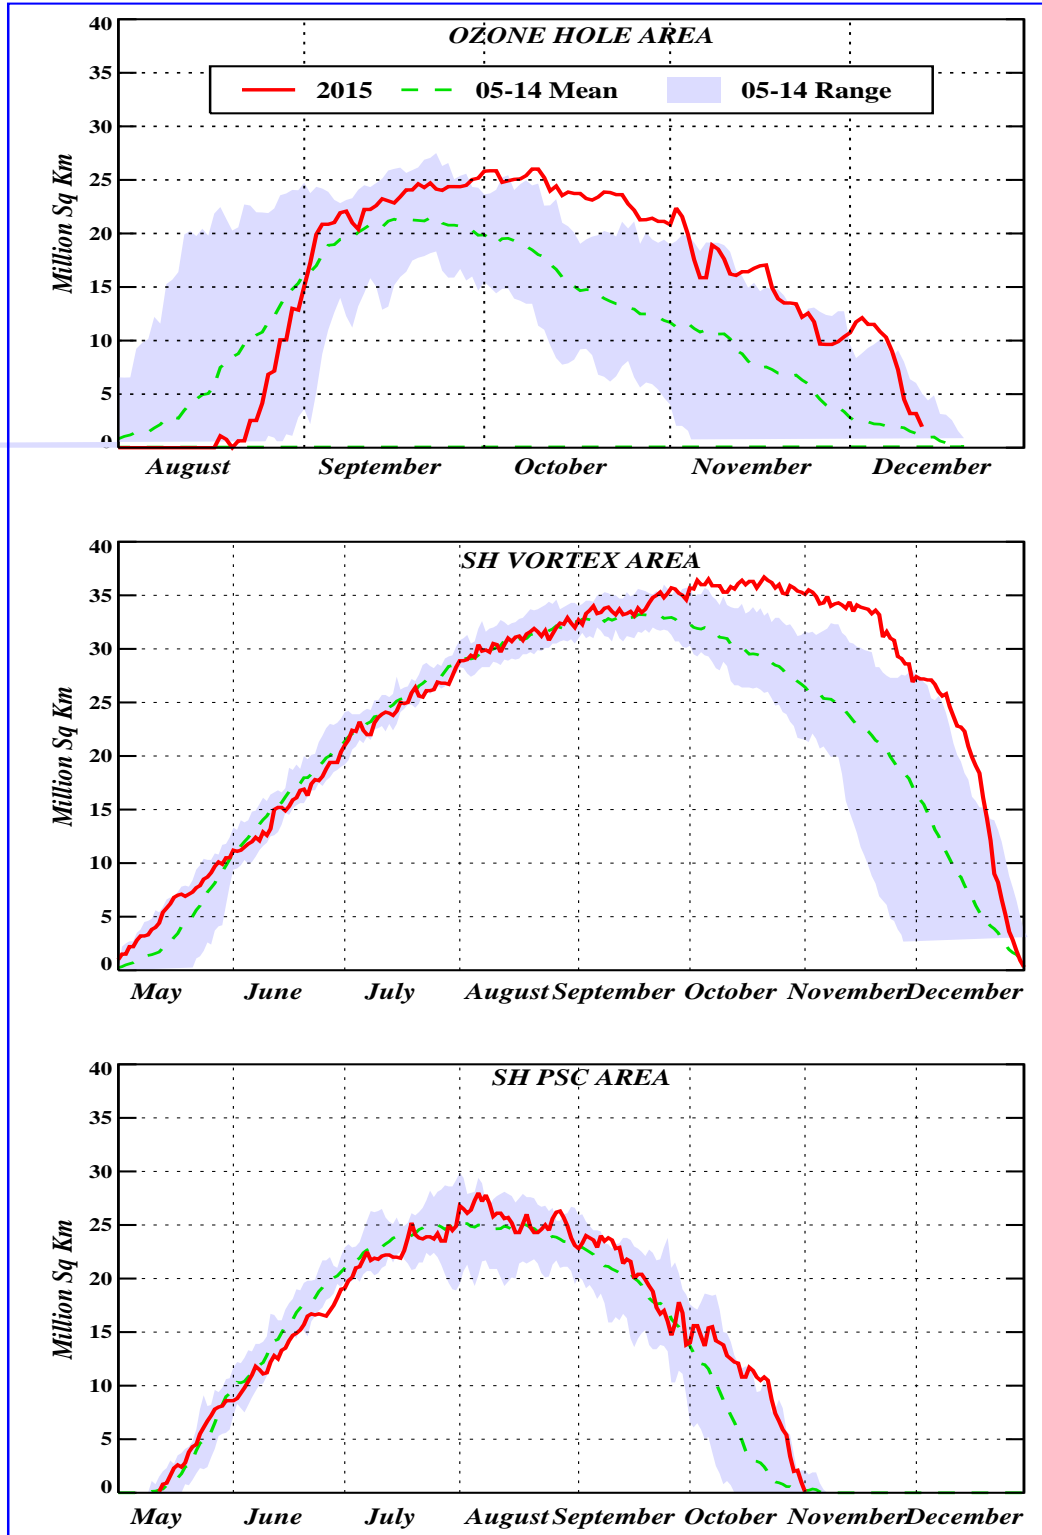 OZONE HOLE AREA
2015 05-14 Mean 05-14 Range
Million Sq Km
40
35
30
25
20
15
10
5
0
August September October November December
SH VORTEX AREA
Million Sq Km
40
35
30
25
20
15
10
5
0
May June July August September October November December
SH PSC AREA
Million Sq Km
40
35
30
25
20
15
10
5
0
May June July August September October November December